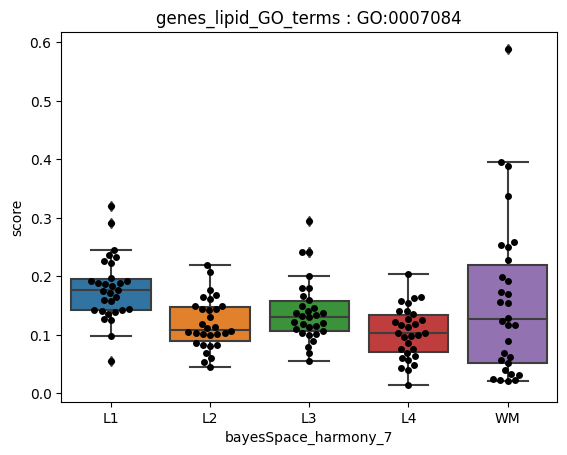 genes_lipid_GO_terms : GO:0007084
0.6
0.5
0.4
0.3
0.2
0.1
0.0
score
L1 L2 L3 L4 WM
bayesSpace_harmony_7